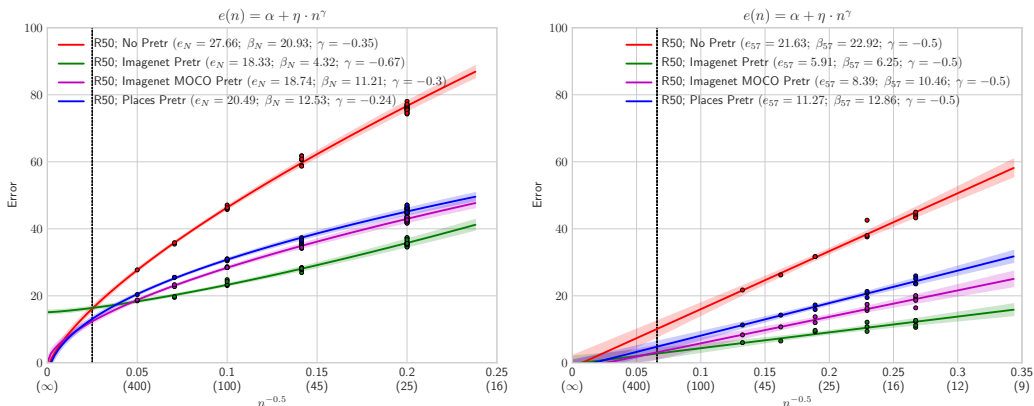 e(n) = α + η · n^γ
R50; No Pretr (e_N = 27.66; β_N = 20.93; γ = −0.35)
R50; Imagenet Pretr (e_N = 18.33; β_N = 4.32; γ = −0.67)
R50; Imagenet MOCO Pretr (e_N = 18.74; β_N = 11.21; γ = −0.3)
R50; Places Pretr (e_N = 20.49; β_N = 12.53; γ = −0.24)
100
80
60
40
20
0
Error
0 0.05 0.1 0.15 0.2 0.25
(∞) (400) (100) (45) (25) (16)
n^−0.5
e(n) = α + η · n^γ
R50; No Pretr (e_57 = 21.63; β_57 = 22.92; γ = −0.5)
R50; Imagenet Pretr (e_57 = 5.91; β_57 = 6.25; γ = −0.5)
R50; Imagenet MOCO Pretr (e_57 = 8.39; β_57 = 10.46; γ = −0.5)
R50; Places Pretr (e_57 = 11.27; β_57 = 12.86; γ = −0.5)
100
80
60
40
20
0
Error
0 0.05 0.1 0.15 0.2 0.25 0.3 0.35
(∞) (400) (100) (45) (25) (16) (12) (9)
n^−0.5